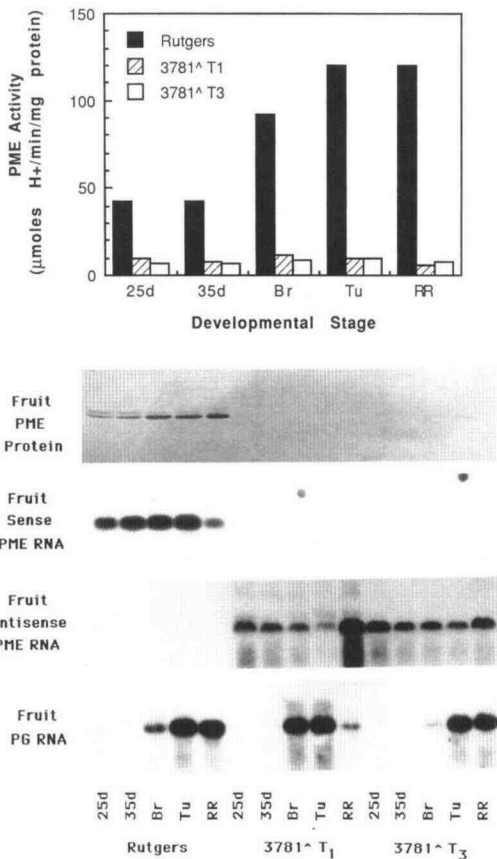 150
100
50
0
PME Activity
(µmoles H+/min/mg protein)
Rutgers
3781^ T1
3781^ T3
25d 35d Br Tu RR
Developmental Stage
Fruit
PME
Protein
Fruit
Sense
PME RNA
Fruit
ntisense
PME RNA
Fruit
PG RNA
25d 35d Br Tu RR 25d 35d Br Tu RR 25d 35d Br Tu RR
Rutgers 3781^ T1 3781^ T3